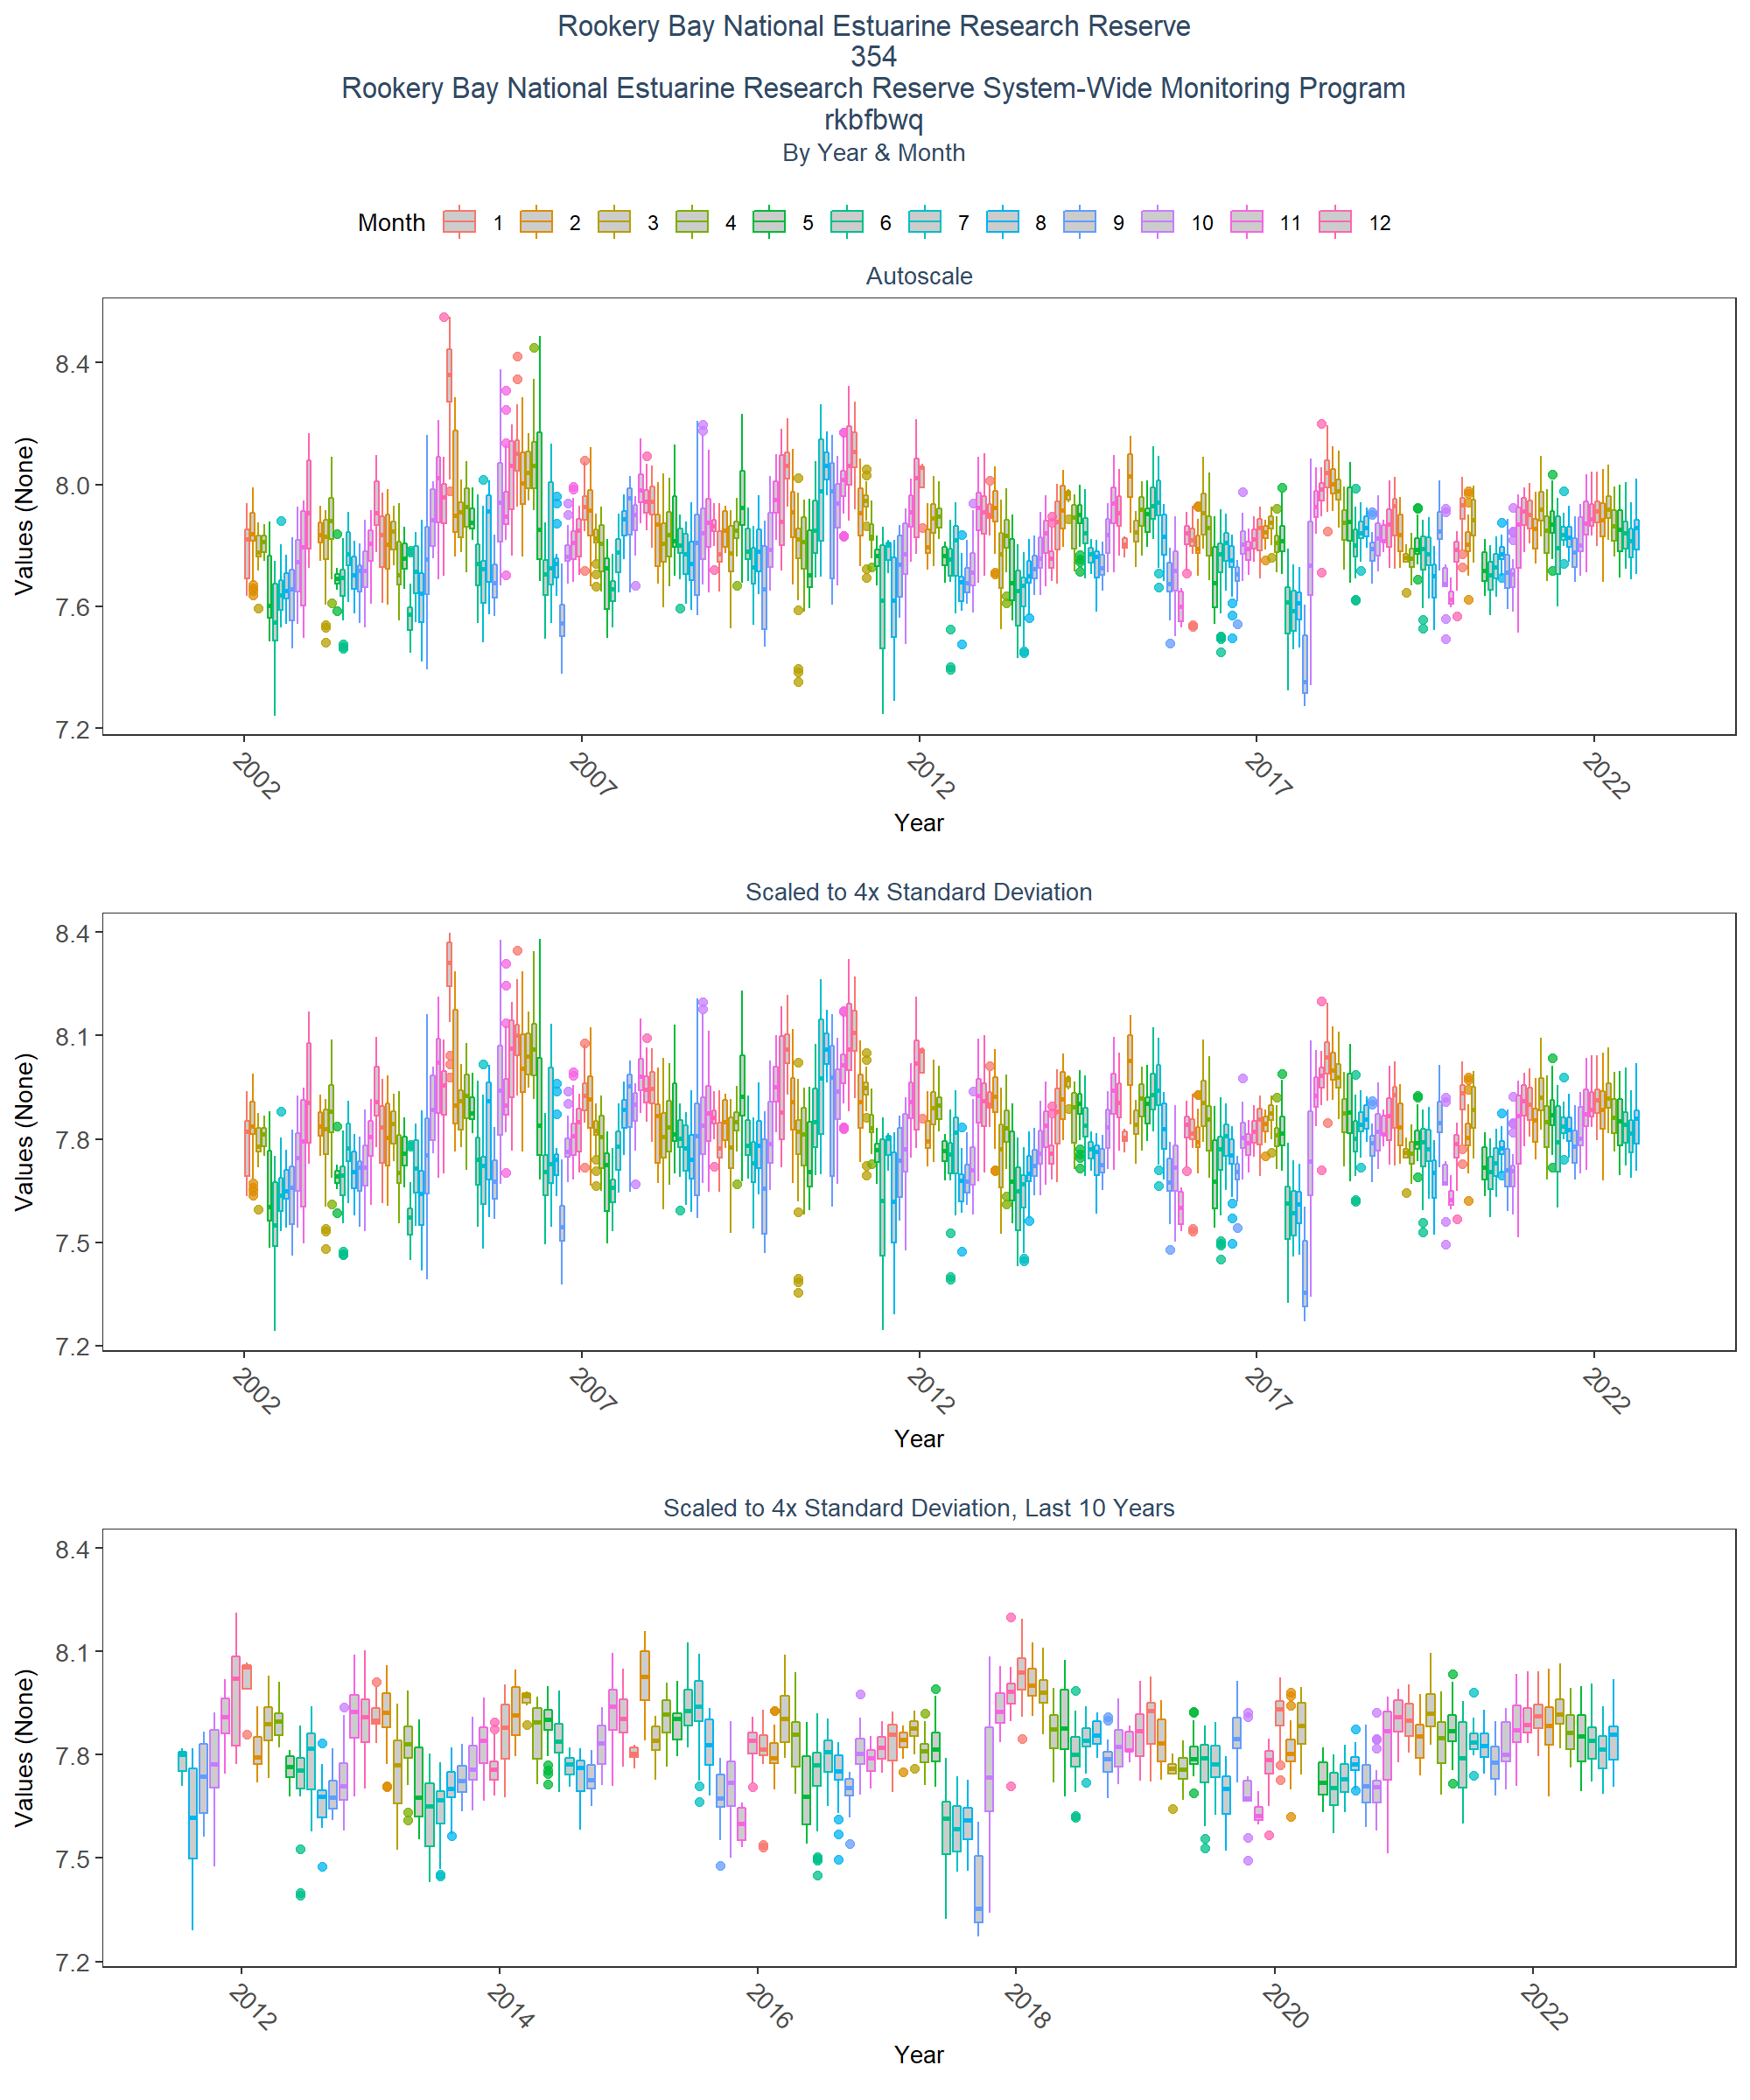 Rookery Bay National Estuarine Research Reserve
354
Rookery Bay National Estuarine Research Reserve System-Wide Monitoring Program
rkbfbwq
By Year & Month
Month 1 2 3 4 5 6 7 8 9 10 11 12
Autoscale
Values (None)
8.4
8.0
7.6
7.2
2002 2007 2012 2017 2022
Year
Scaled to 4x Standard Deviation
Values (None)
8.4
8.1
7.8
7.5
7.2
2002 2007 2012 2017 2022
Year
Scaled to 4x Standard Deviation, Last 10 Years
Values (None)
8.4
8.1
7.8
7.5
7.2
2012 2014 2016 2018 2020 2022
Year